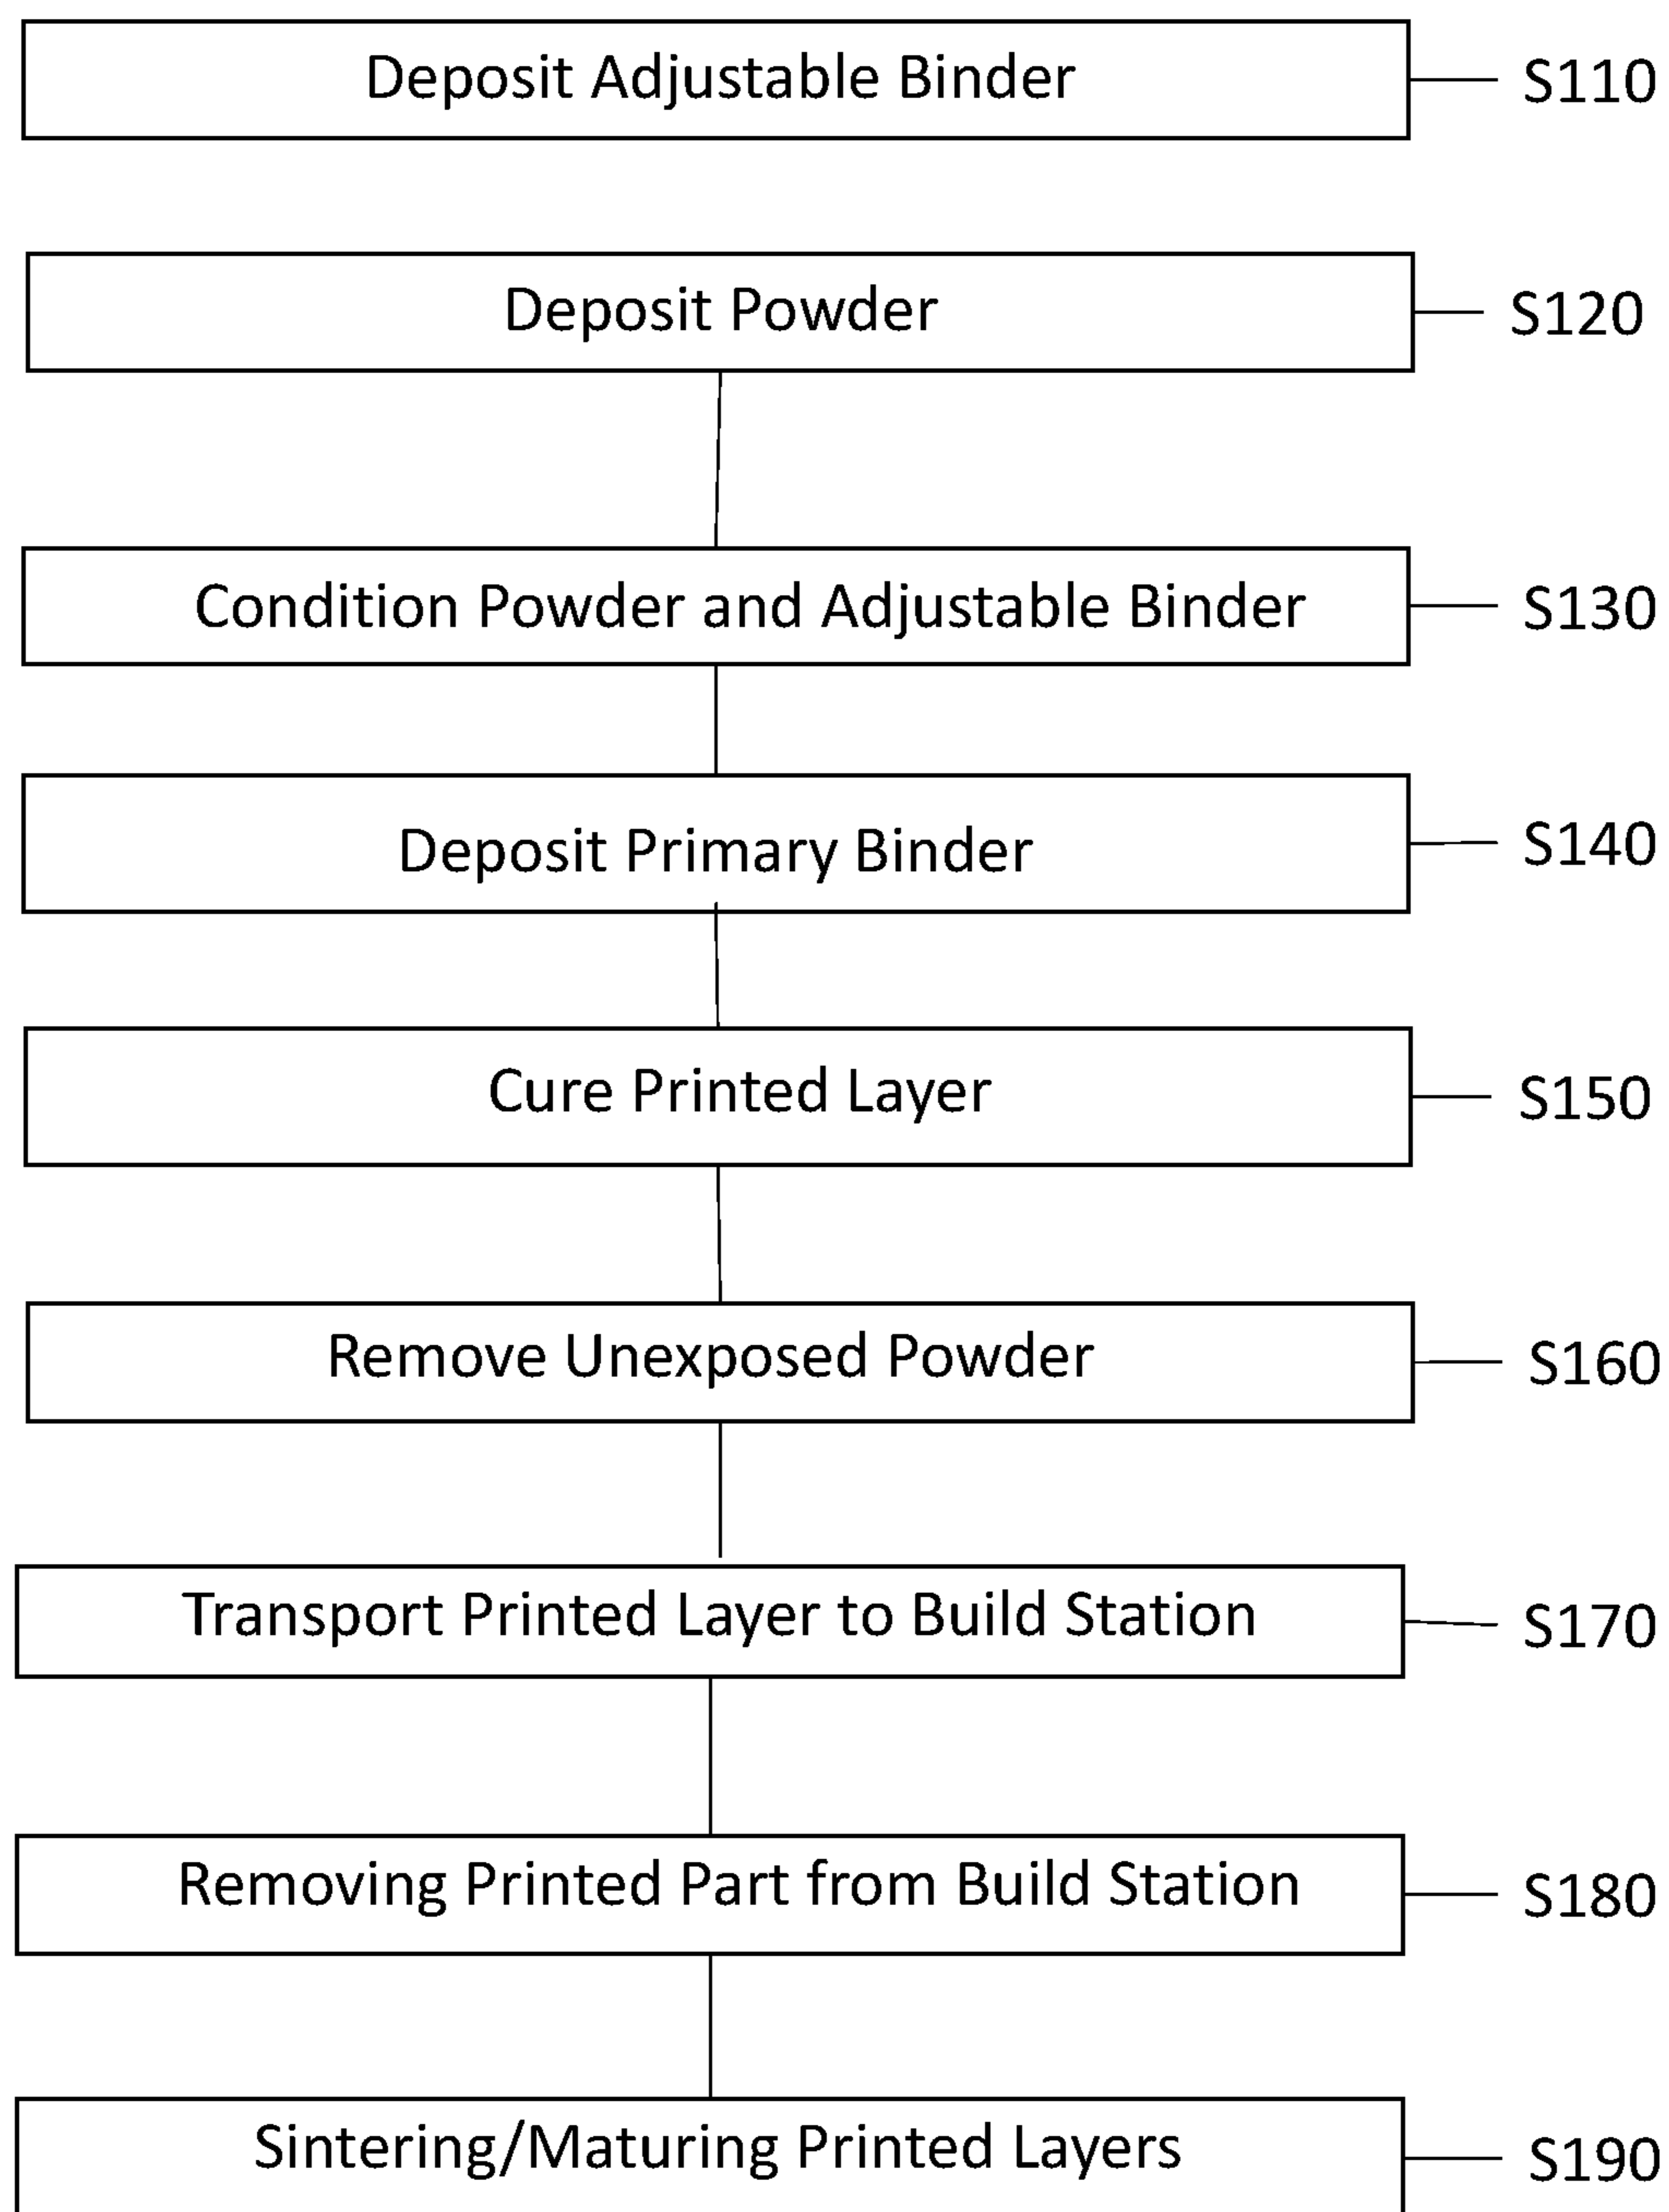 Deposit Adjustable Binder S110
Deposit Powder S120
Condition Powder and Adjustable Binder S130
Deposit Primary Binder S140
Cure Printed Layer S150
Remove Unexposed Powder S160
Transport Printed Layer to Build Station S170
Removing Printed Part from Build Station S180
Sintering/Maturing Printed Layers S190